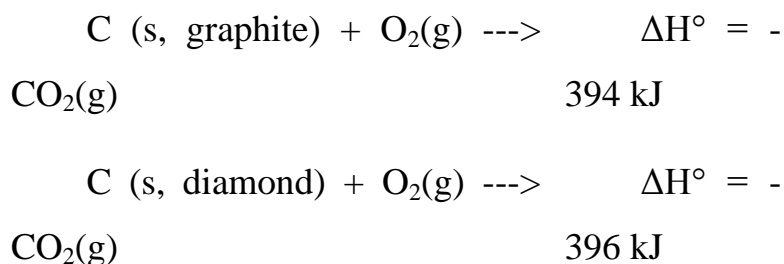 C (s, graphite) + O₂(g) ---> ΔH° = -
CO₂(g) 394 kJ
C (s, diamond) + O₂(g) ---> ΔH° = -
CO₂(g) 396 kJ